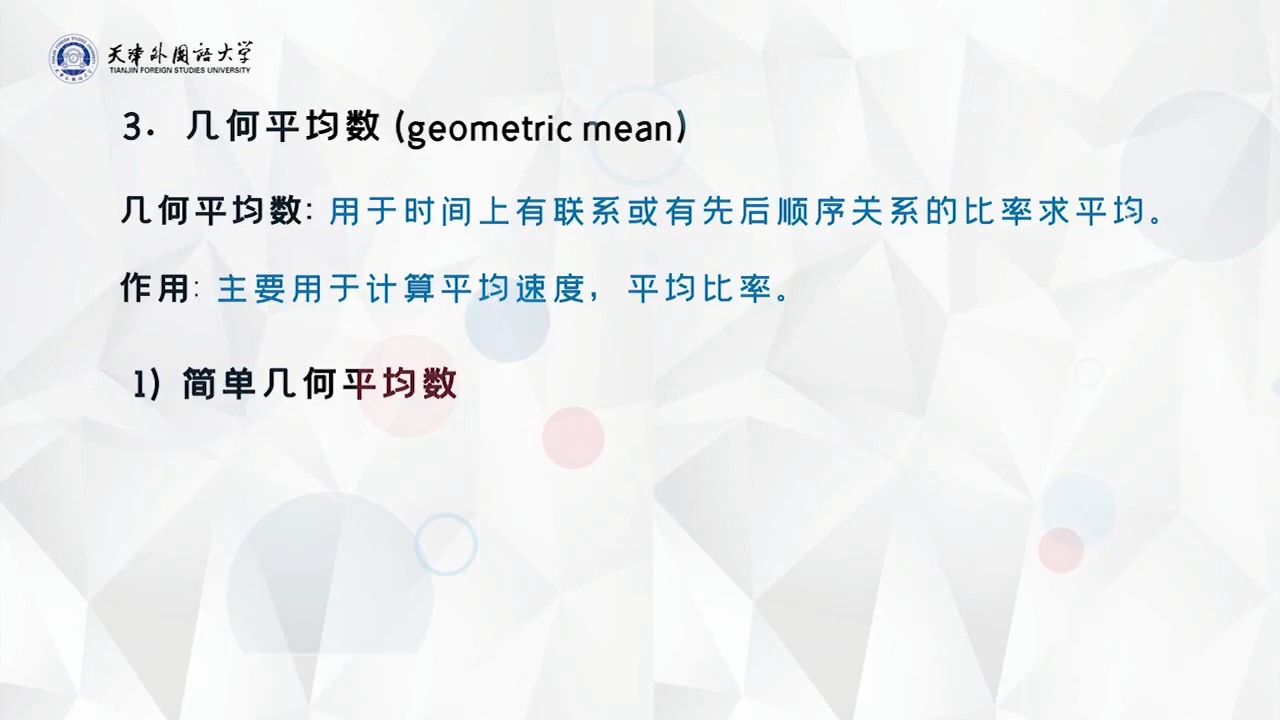 天津外国语大学
TIANJIN FOREIGN STUDIES UNIVERSITY
3. 几何平均数 (geometric mean)
几何平均数: 用于时间上有联系或有先后顺序关系的比率求平均。
作用: 主要用于计算平均速度，平均比率。
1) 简单几何平均数